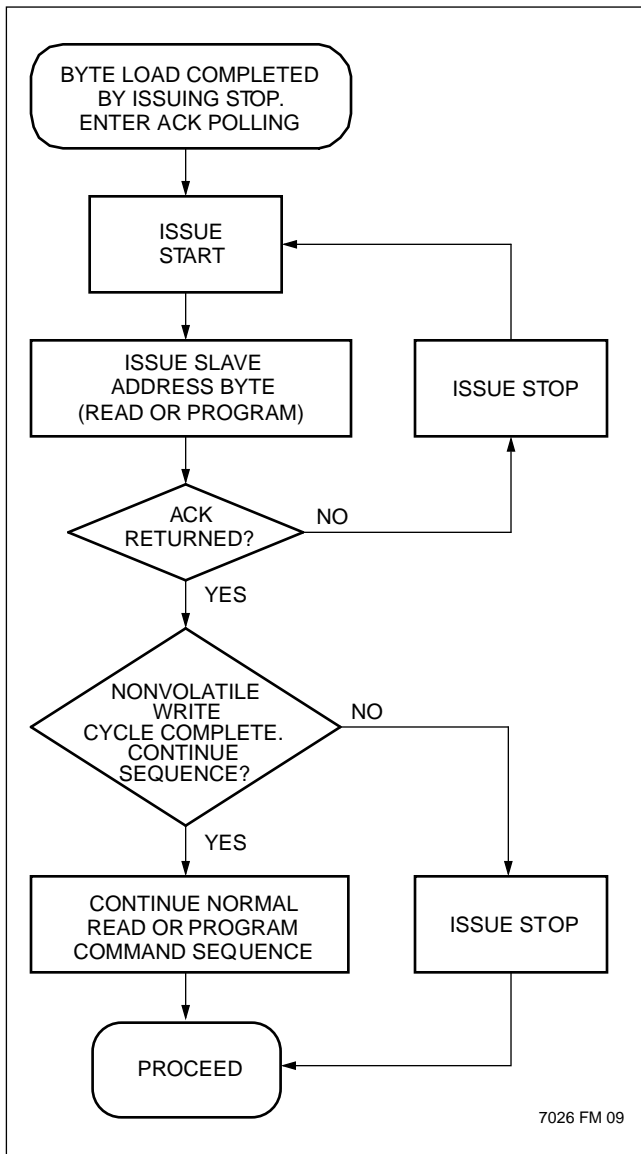 BYTE LOAD COMPLETED
BY ISSUING STOP.
ENTER ACK POLLING
ISSUE
START
ISSUE SLAVE
ADDRESS BYTE
(READ OR PROGRAM)
ISSUE STOP
ACK
RETURNED?
NO
YES
NONVOLATILE
WRITE
CYCLE COMPLETE.
CONTINUE
SEQUENCE?
NO
YES
CONTINUE NORMAL
READ OR PROGRAM
COMMAND SEQUENCE
ISSUE STOP
PROCEED
7026 FM 09